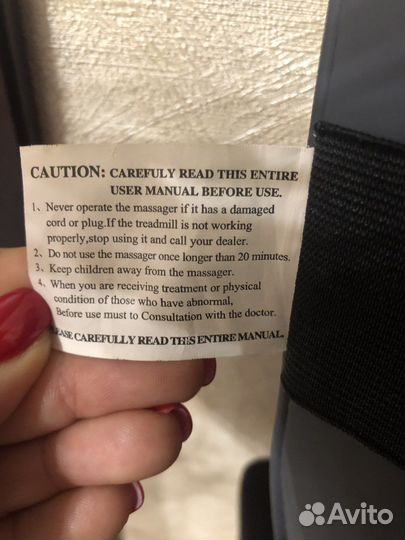 CAUTION: CAREFULY READ THIS ENTIRE
USER MANUAL BEFORE USE.
1、Never operate the massager if it has a damaged
cord or plug.If the treadmill is not working
properly,stop using it and call your dealer.
2、Do not use the massager once longer than 20 minutes.
3、Keep children away from the massager.
4、When you are receiving treatment or physical
condition of those who have abnormal,
Before use must to Consultation with the doctor.
CAREFULLY READ THIS ENTIRE MANUAL.
Avito